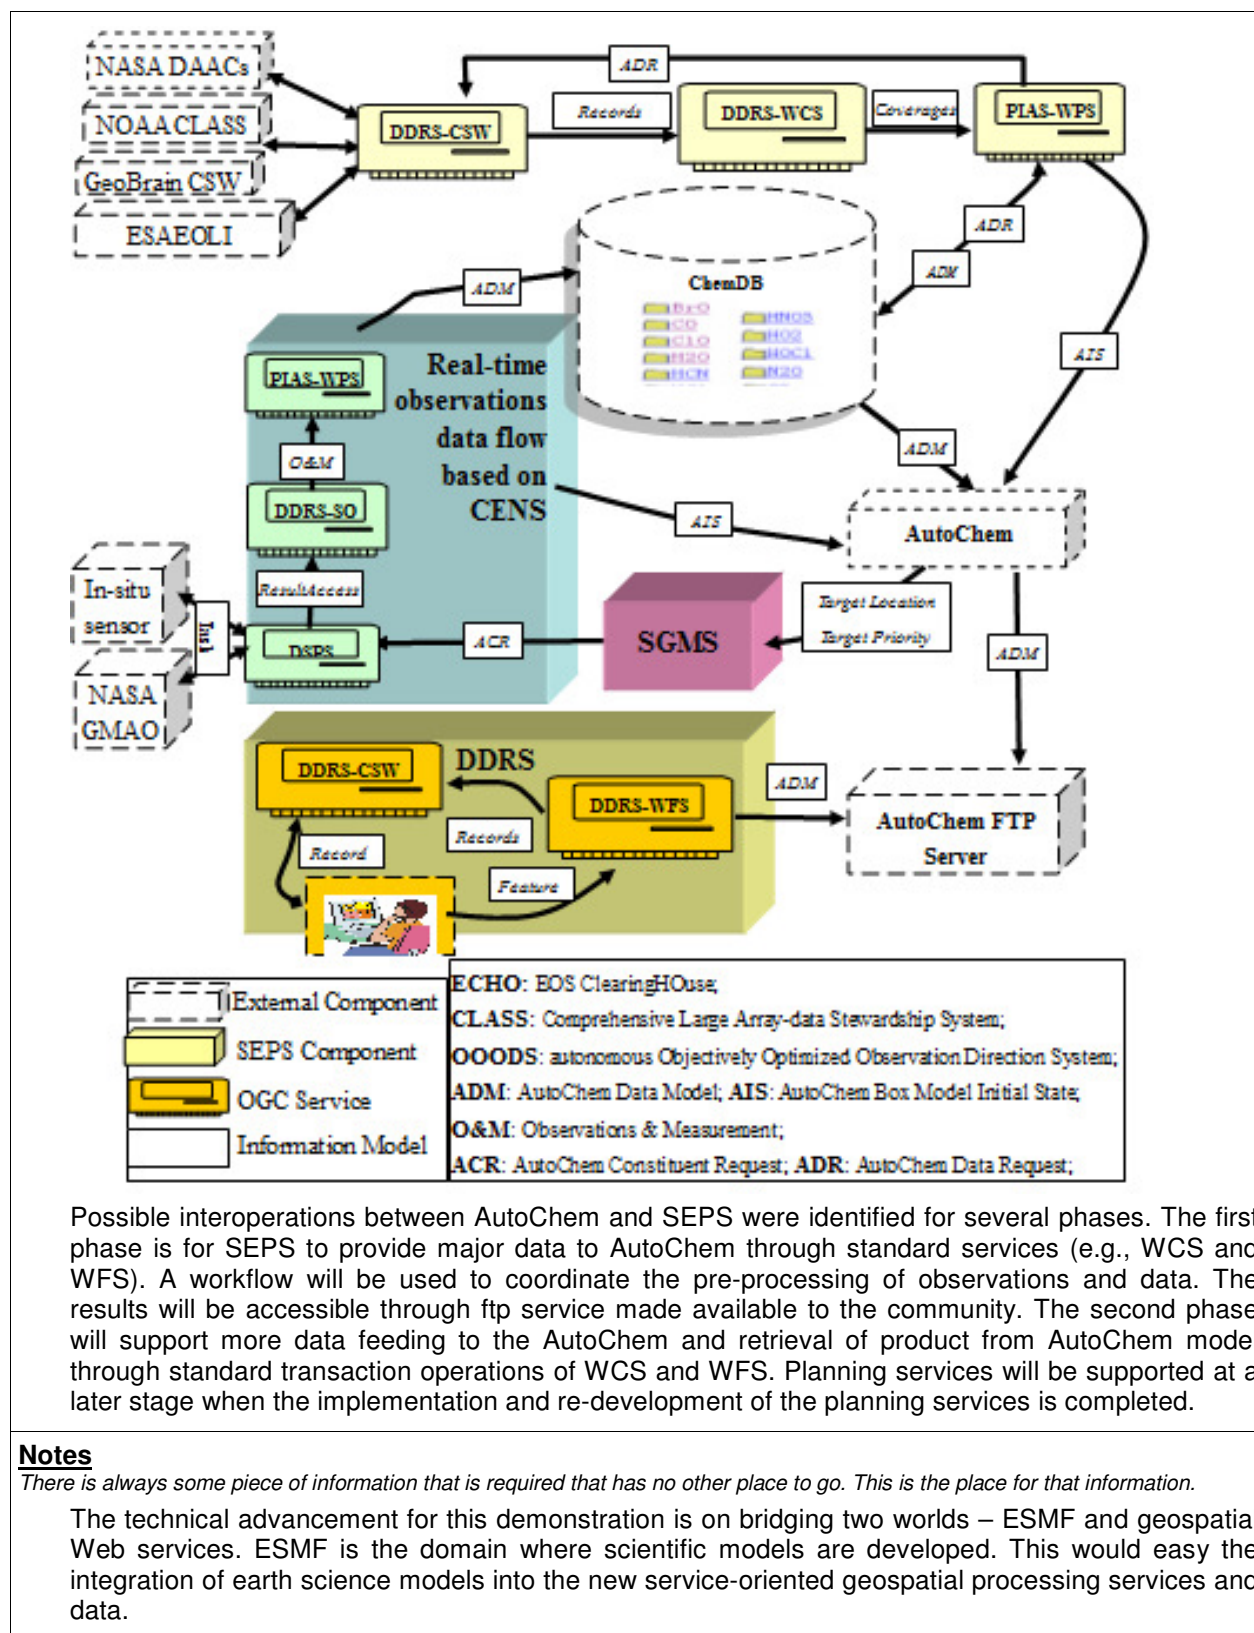 NASA DAACs
NOAA CLASS
GeoBrain CSW
ESAEOLI
DDRS-CSW
ADR
Records
DDRS-WCS
Coverages
PIAS-WPS
ADR
ADM
AIS
ADM
ChemDB
BrO
CO
ClO
H2O
HCN
HNO3
HO2
HOCl
N2O
Real-time
observations
data flow
based on
CENS
PIAS-WPS
O&M
DDRS-SO
ResultAccess
DSPS
In-situ
sensor
Task
NASA
GMAO
ACR
SGMS
AIS
ADM
AutoChem
Target Location
Target Priority
ADM
DDRS
DDRS-CSW
Record
Records
DDRS-WFS
Feature
ADM
AutoChem FTP
Server
External Component
SEPS Component
OGC Service
Information Model
ECHO: EOS ClearingHOuse;
CLASS: Comprehensive Large Array-data Stewardship System;
OOODS: autonomous Objectively Optimized Observation Direction System;
ADM: AutoChem Data Model; AIS: AutoChem Box Model Initial State;
O&M: Observations & Measurement;
ACR: AutoChem Constituent Request; ADR: AutoChem Data Request;
Possible interoperations between AutoChem and SEPS were identified for several phases. The first
phase is for SEPS to provide major data to AutoChem through standard services (e.g., WCS and
WFS). A workflow will be used to coordinate the pre-processing of observations and data. The
results will be accessible through ftp service made available to the community. The second phase
will support more data feeding to the AutoChem and retrieval of product from AutoChem model
through standard transaction operations of WCS and WFS. Planning services will be supported at a
later stage when the implementation and re-development of the planning services is completed.
Notes
There is always some piece of information that is required that has no other place to go. This is the place for that information.
The technical advancement for this demonstration is on bridging two worlds – ESMF and geospatial
Web services. ESMF is the domain where scientific models are developed. This would easy the
integration of earth science models into the new service-oriented geospatial processing services and
data.